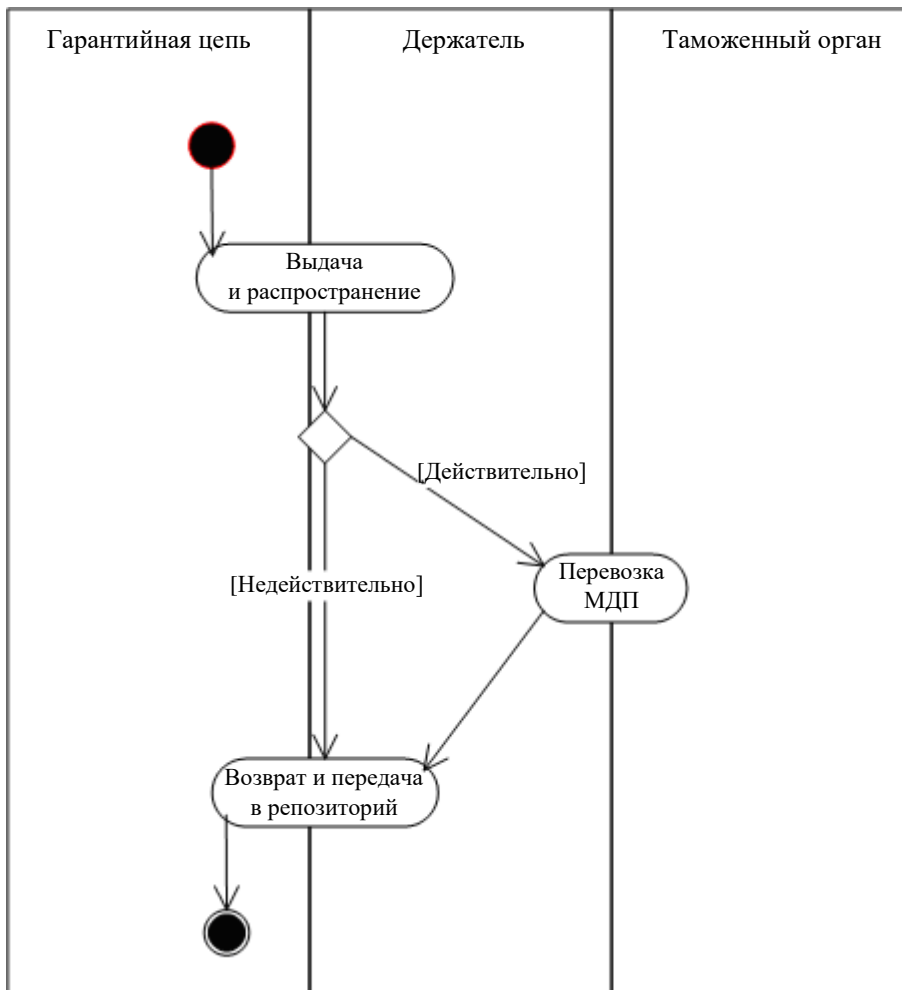 Гарантийная цепь
Держатель
Таможенный орган
Выдача
и распространение
[Действительно]
Перевозка
МДП
[Недействительно]
Возврат и передача
в репозиторий